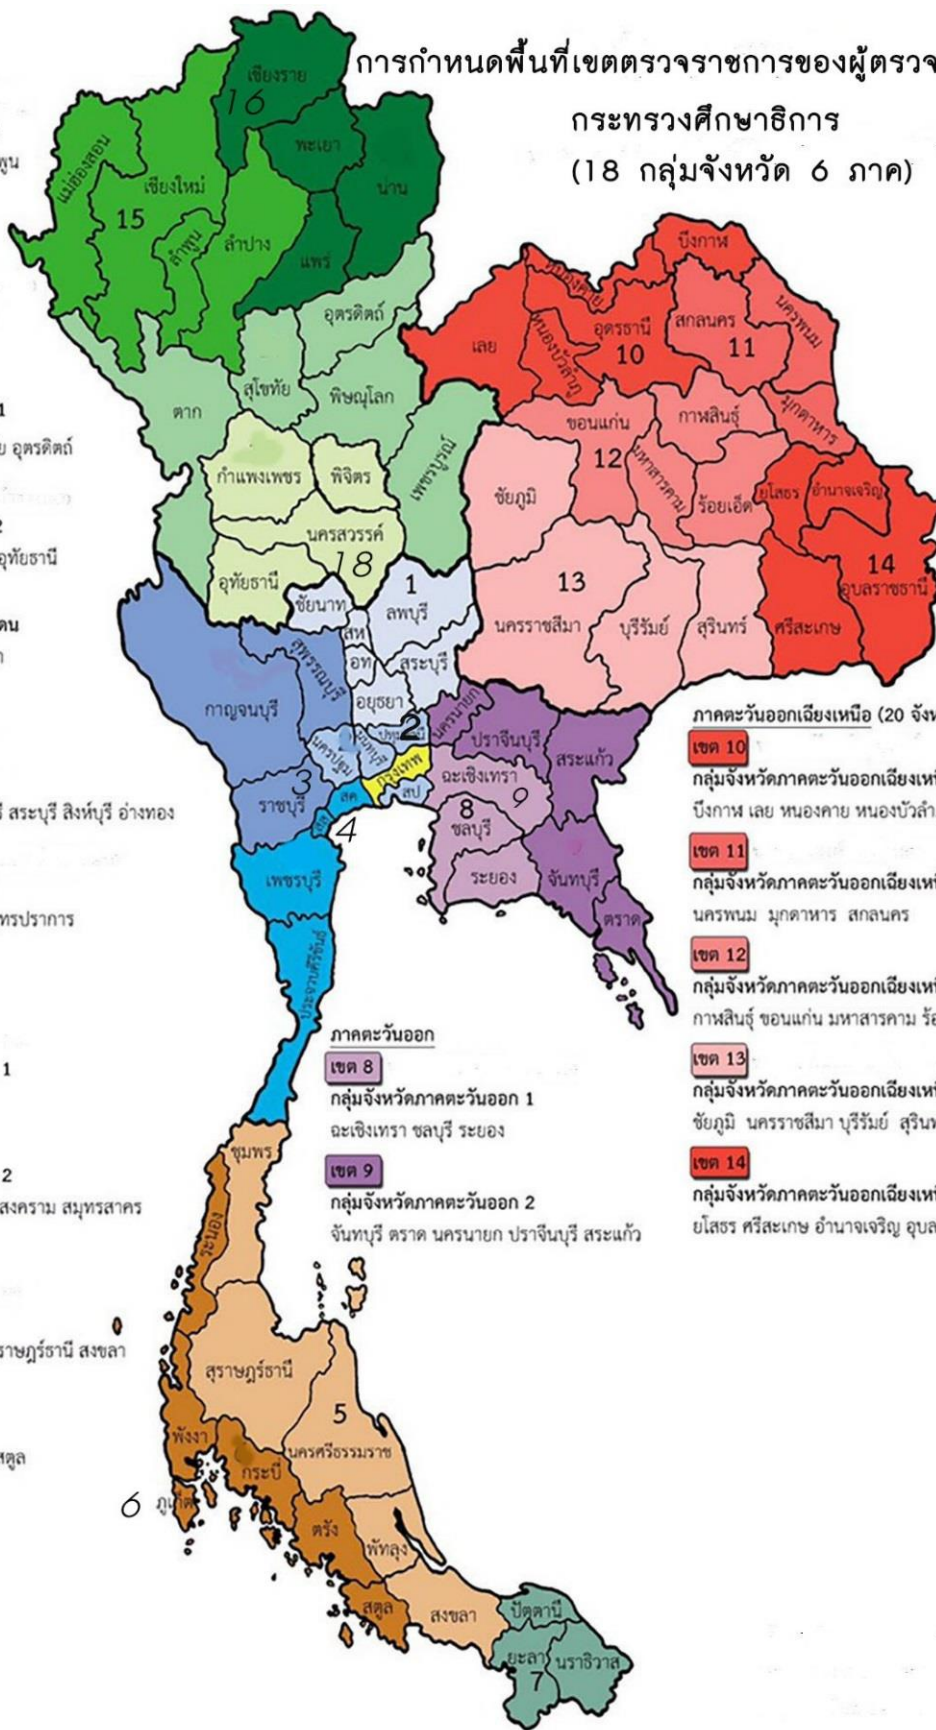 การกำหนดพื้นที่เขตตรวจราชการของผู้ตรวจ
กระทรวงศึกษาธิการ
(18 กลุ่มจังหวัด 6 ภาค)
เชียงราย
16
พะเยา
น่าน
แม่ฮ่องสอน
เชียงใหม่
15
ลำพูน
ลำปาง
แพร่
พูน
อุตรดิตถ์
สุโขทัย
พิษณุโลก
ตาก
เพชรบูรณ์
กำแพงเพชร
พิจิตร
นครสวรรค์
18
อุทัยธานี
1
ย อุตรดิตถ์
2
อุทัยธานี
บึงกาฬ
หนองคาย
เลย
หนองบัวลำภู
อุดรธานี
10
สกลนคร
11
นครพนม
ขอนแก่น
12
กาฬสินธุ์
มุกดาหาร
มหาสารคาม
ร้อยเอ็ด
ยโสธร
อำนาจเจริญ
ชัยภูมิ
13
นครราชสีมา
บุรีรัมย์
สุรินทร์
ศรีสะเกษ
14
อุบลราชธานี
ชัยนาท
1
ลพบุรี
สห
อท
สระบุรี
สุพรรณบุรี
อยุธยา
กาญจนบุรี
2
นครนายก
ปราจีนบุรี
สระแก้ว
นครปฐม
กรุงเทพ
ฉะเชิงเทรา
9
ราชบุรี
3
สค
สป
4
8
ชลบุรี
ระยอง
จันทบุรี
ตราด
เพชรบุรี
ประจวบคีรีขันธ์
สระบุรี สิงห์บุรี อ่างทอง
ทรปราการ
1
2
สงคราม สมุทรสาคร
ราษฎร์ธานี สงขลา
สตูล
ภาคตะวันออก
เขต 8
กลุ่มจังหวัดภาคตะวันออก 1
ฉะเชิงเทรา ชลบุรี ระยอง
เขต 9
กลุ่มจังหวัดภาคตะวันออก 2
จันทบุรี ตราด นครนายก ปราจีนบุรี สระแก้ว
ภาคตะวันออกเฉียงเหนือ (20 จังห
เขต 10
กลุ่มจังหวัดภาคตะวันออกเฉียงเหนื
บึงกาฬ เลย หนองคาย หนองบัวลำ
เขต 11
กลุ่มจังหวัดภาคตะวันออกเฉียงเหนื
นครพนม มุกดาหาร สกลนคร
เขต 12
กลุ่มจังหวัดภาคตะวันออกเฉียงเหนื
กาฬสินธุ์ ขอนแก่น มหาสารคาม ร้อ
เขต 13
กลุ่มจังหวัดภาคตะวันออกเฉียงเหนื
ชัยภูมิ นครราชสีมา บุรีรัมย์ สุรินท
เขต 14
กลุ่มจังหวัดภาคตะวันออกเฉียงเหนื
ยโสธร ศรีสะเกษ อำนาจเจริญ อุบล
ชุมพร
ระนอง
สุราษฎร์ธานี
5
นครศรีธรรมราช
พังงา
กระบี่
6 ภูเก็ต
ตรัง
พัทลุง
สตูล
สงขลา
ปัตตานี
ยะลา
7
นราธิวาส